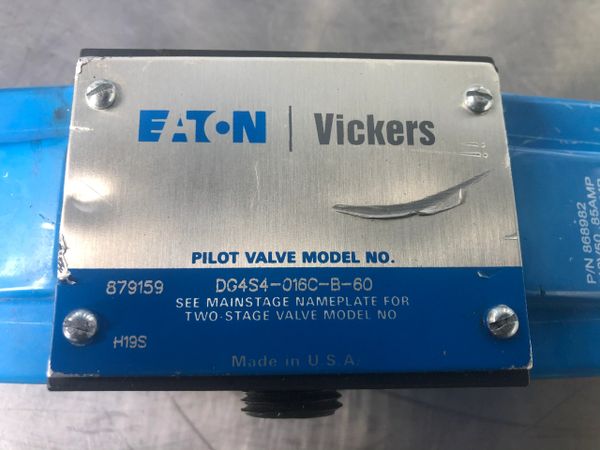 EATON | Vickers
PILOT VALVE MODEL NO.
879159 DG4S4-016C-B-60
SEE MAINSTAGE NAMEPLATE FOR
TWO-STAGE VALVE MODEL NO
H19S
Made in U.S.A.
P/N 868982